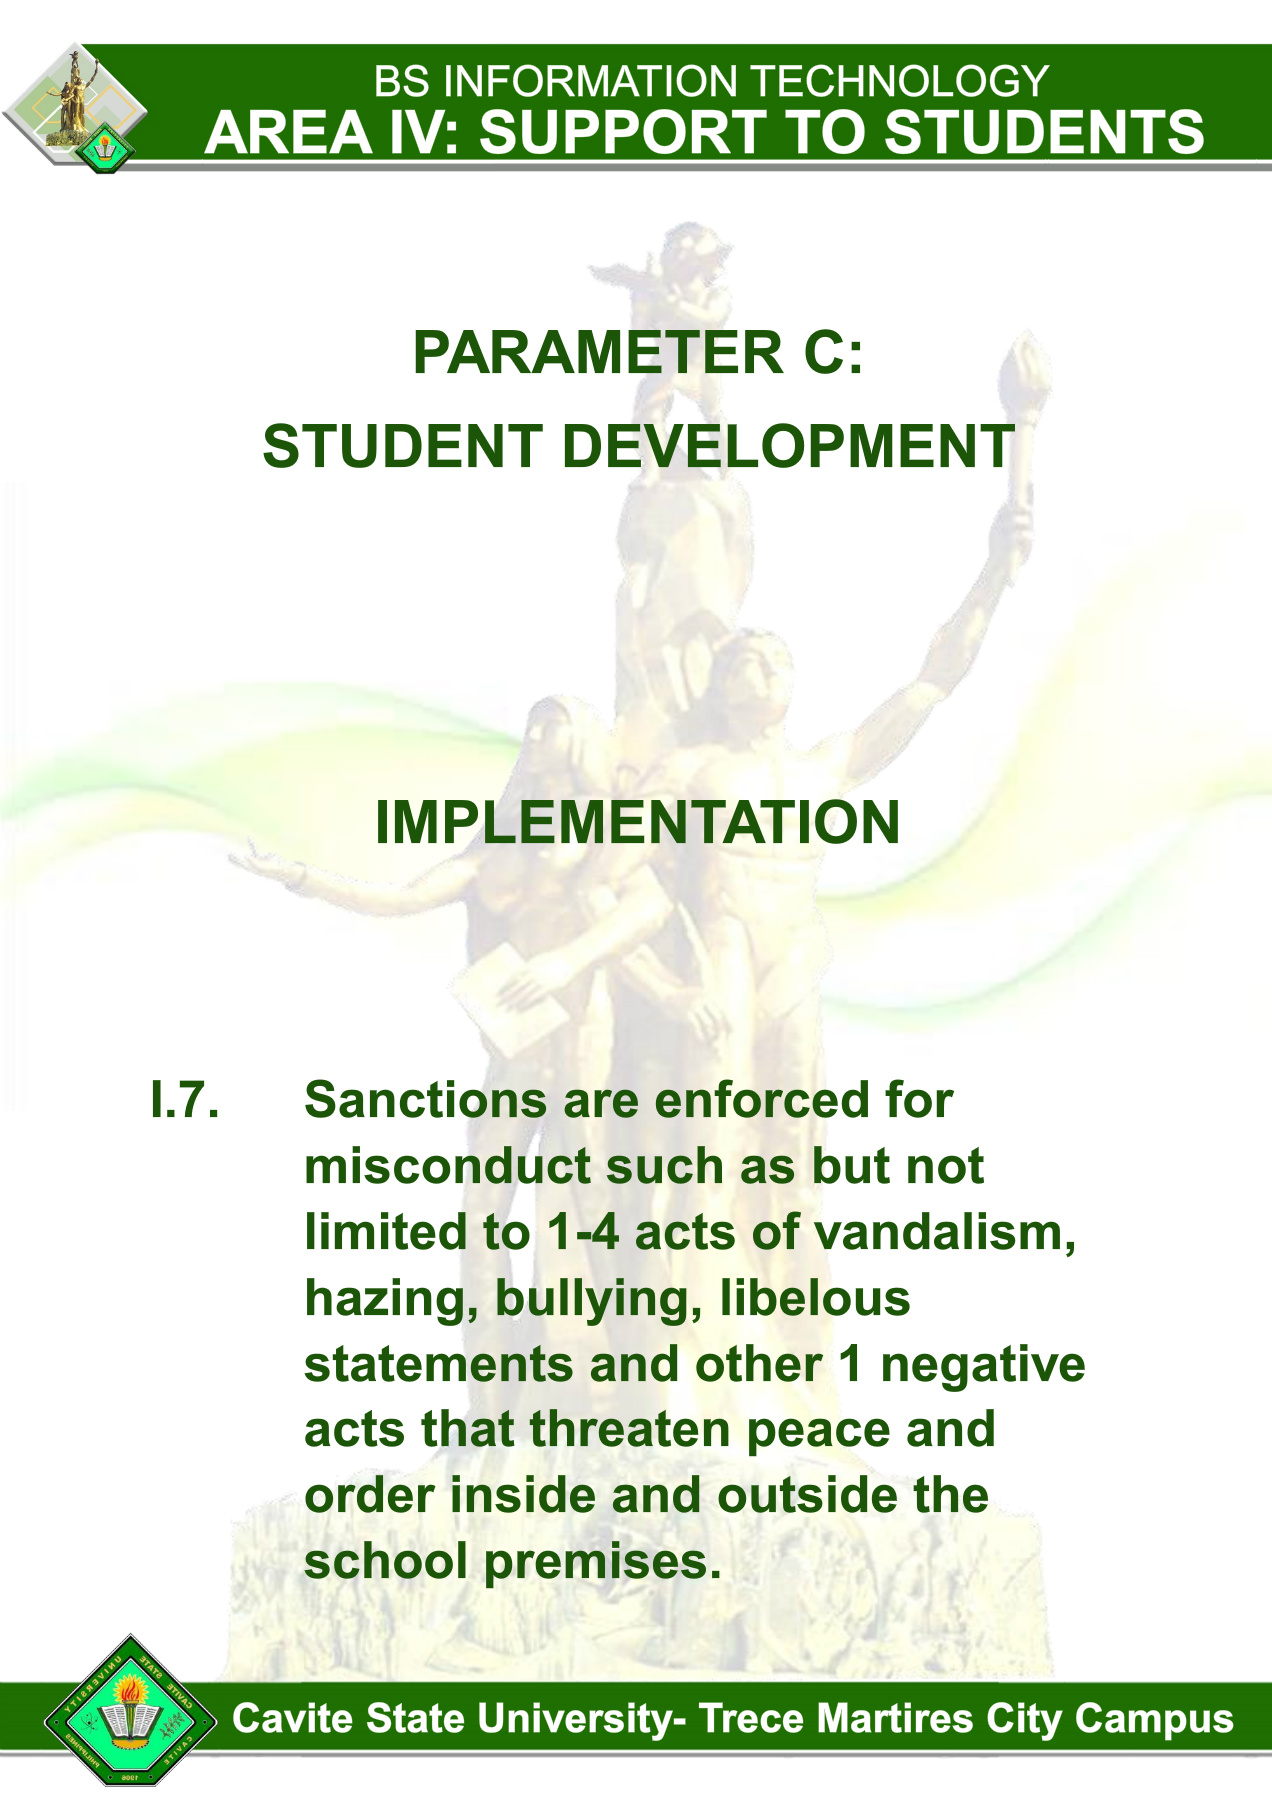 BS INFORMATION TECHNOLOGY
AREA IV: SUPPORT TO STUDENTS
PARAMETER C:
STUDENT DEVELOPMENT
IMPLEMENTATION
I.7. Sanctions are enforced for
misconduct such as but not
limited to 1-4 acts of vandalism,
hazing, bullying, libelous
statements and other 1 negative
acts that threaten peace and
order inside and outside the
school premises.
CAVITE STATE UNIVERSITY
CAVITE PHILIPPINES
1906
Cavite State University- Trece Martires City Campus